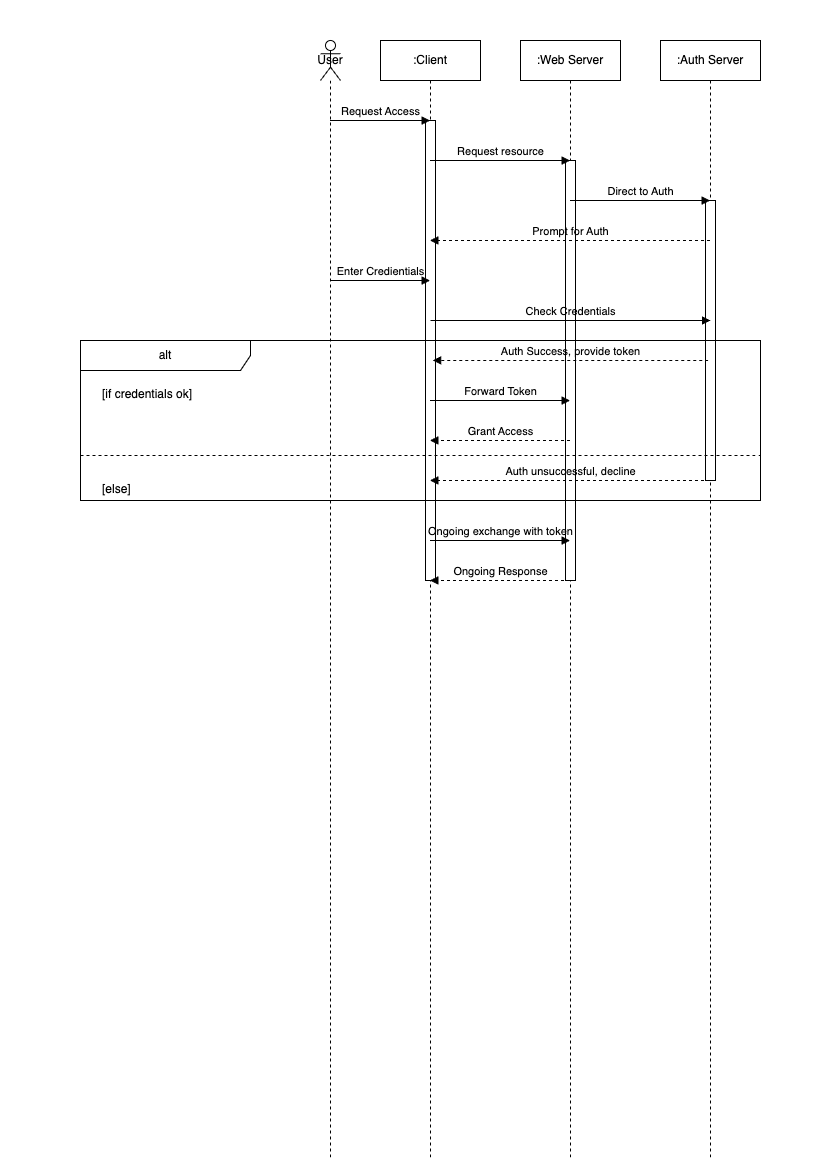 User
:Client
:Web Server
:Auth Server
Request Access
Request resource
Direct to Auth
Prompt for Auth
Enter Credientials
Check Credentials
alt
Auth Success, provide token
[if credentials ok]
Forward Token
Grant Access
Auth unsuccessful, decline
[else]
Ongoing exchange with token
Ongoing Response